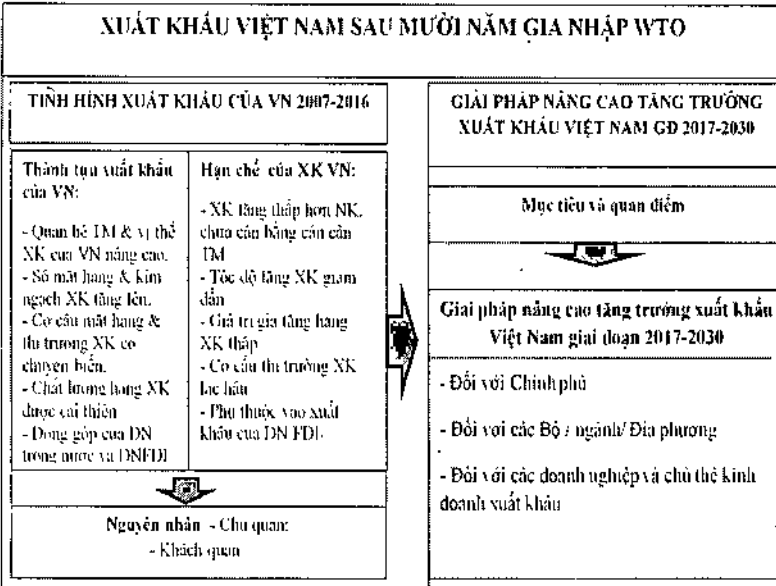 XUẤT KHẨU VIỆT NAM SAU MƯỜI NĂM GIA NHẬP WTO
TÌNH HÌNH XUẤT KHẨU CỦA VN 2007-2016
Thành tựu xuất khẩu
của VN:
- Quan hệ TM & vị thế
XK của VN nâng cao.
- Số mặt hàng & kim
ngạch XK tăng lên.
- Cơ cấu mặt hàng &
thị trường XK có
chuyển biến.
- Chất lượng hàng XK
được cải thiện
- Đóng góp của DN
trong nước và DNFDI
Hạn chế của XK VN:
- XK tăng thấp hơn NK,
chưa cân bằng cán cân
TM
- Tốc độ tăng XK giảm
dần
- Giá trị gia tăng hàng
XK thấp
- Cơ cấu thị trường XK
lạc hậu
- Phụ thuộc vào xuất
khẩu của DN FDI.
Nguyên nhân - Chủ quan:
- Khách quan
GIẢI PHÁP NÂNG CAO TĂNG TRƯỞNG
XUẤT KHẨU VIỆT NAM GĐ 2017-2030
Mục tiêu và quan điểm
Giải pháp nâng cao tăng trưởng xuất khẩu
Việt Nam giai đoạn 2017-2030
- Đối với Chính phủ
- Đối với các Bộ / ngành/ Địa phương
- Đối với các doanh nghiệp và chủ thể kinh
doanh xuất khẩu